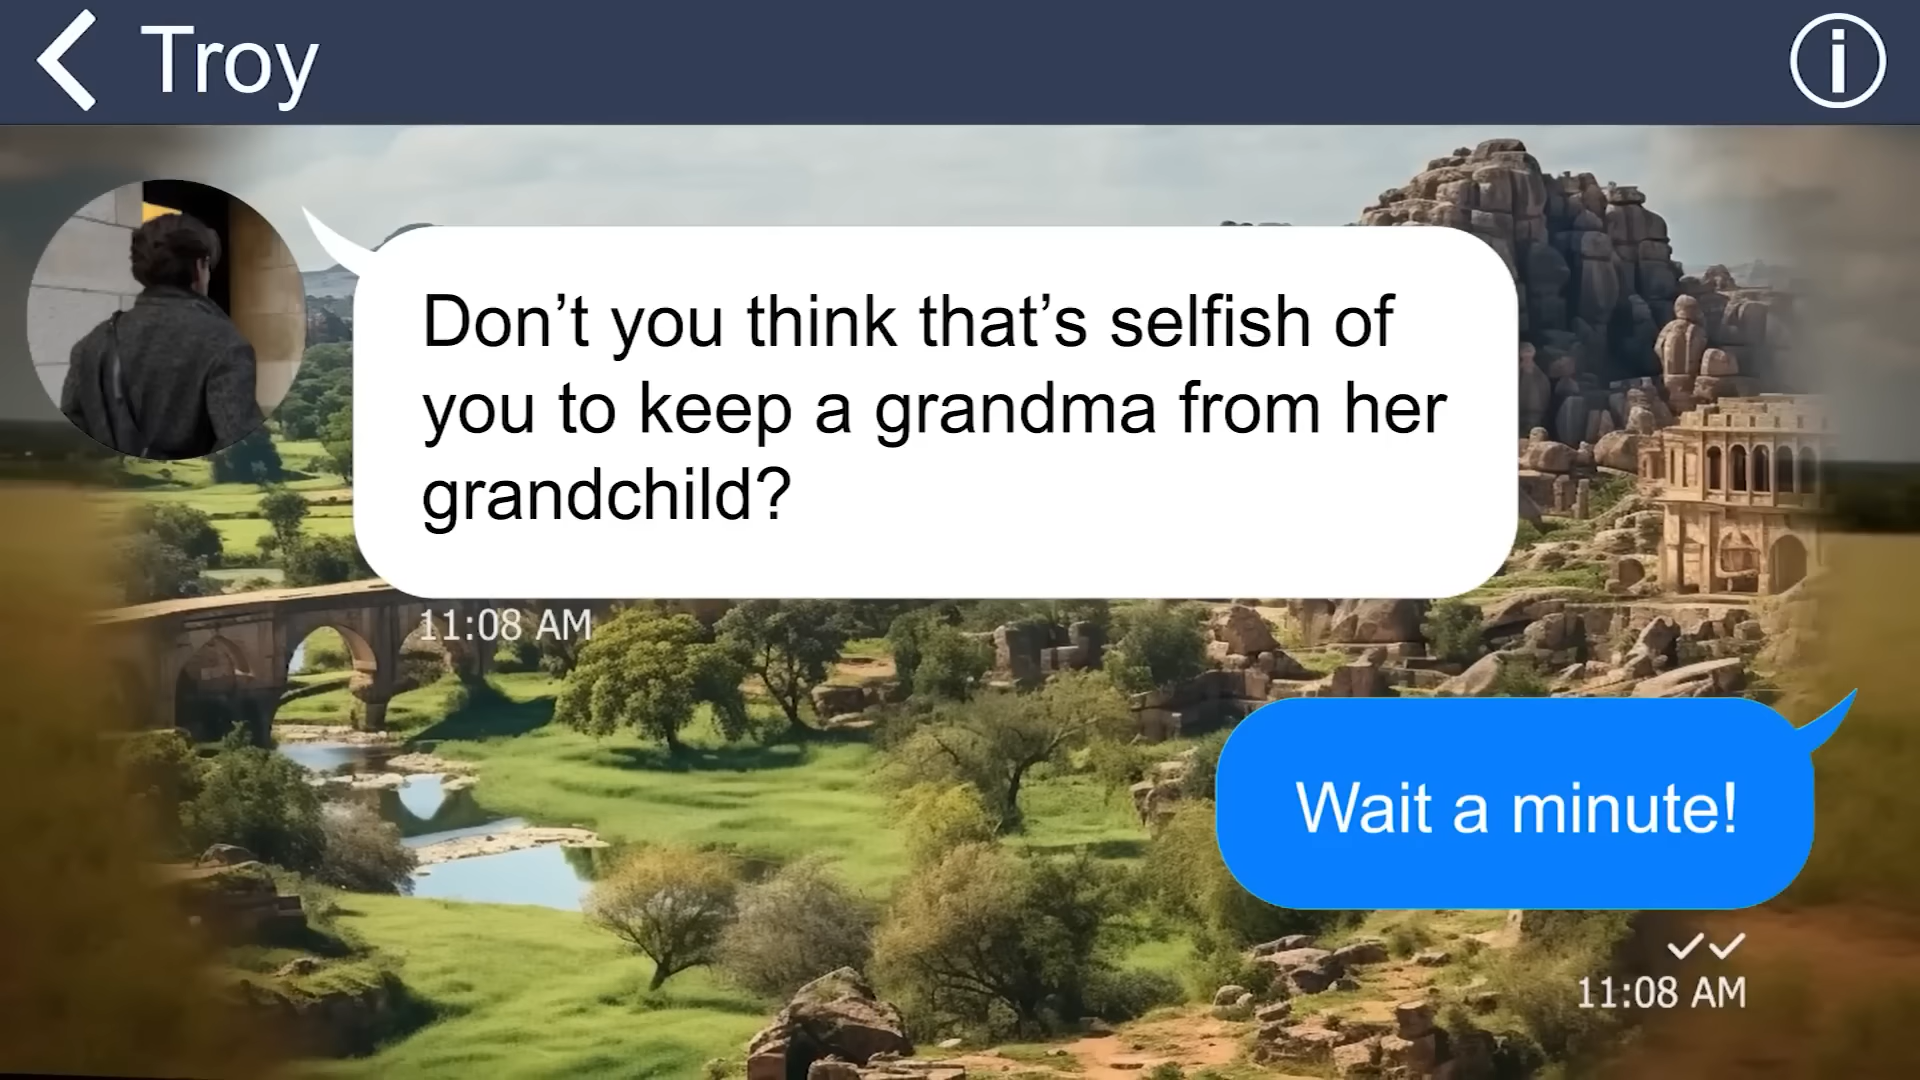 Troy
Don’t you think that’s selfish of
you to keep a grandma from her
grandchild?
11:08 AM
Wait a minute!
11:08 AM